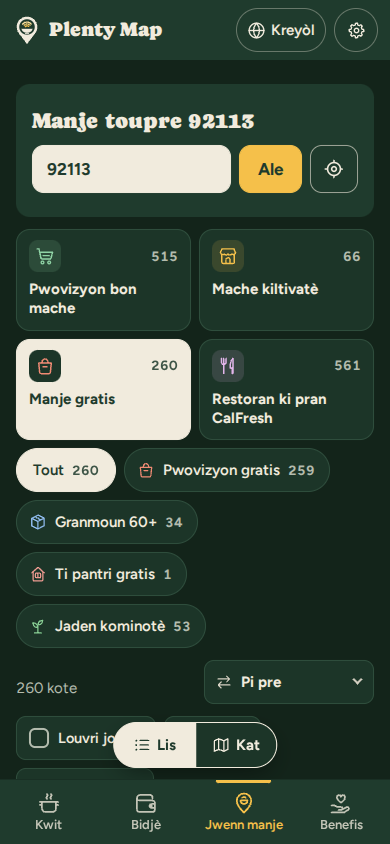 Plenty Map
Kreyòl
Manje toupre 92113
92113
Ale
515
Pwovizyon bon
mache
66
Mache kiltivatè
260
Manje gratis
561
Restoran ki pran
CalFresh
Tout 260
Pwovizyon gratis 259
Granmoun 60+ 34
Ti pantri gratis 1
Jaden kominotè 53
260 kote
Pi pre
Louvri
Lis
Kat
Kwit
Bidjè
Jwenn manje
Benefis